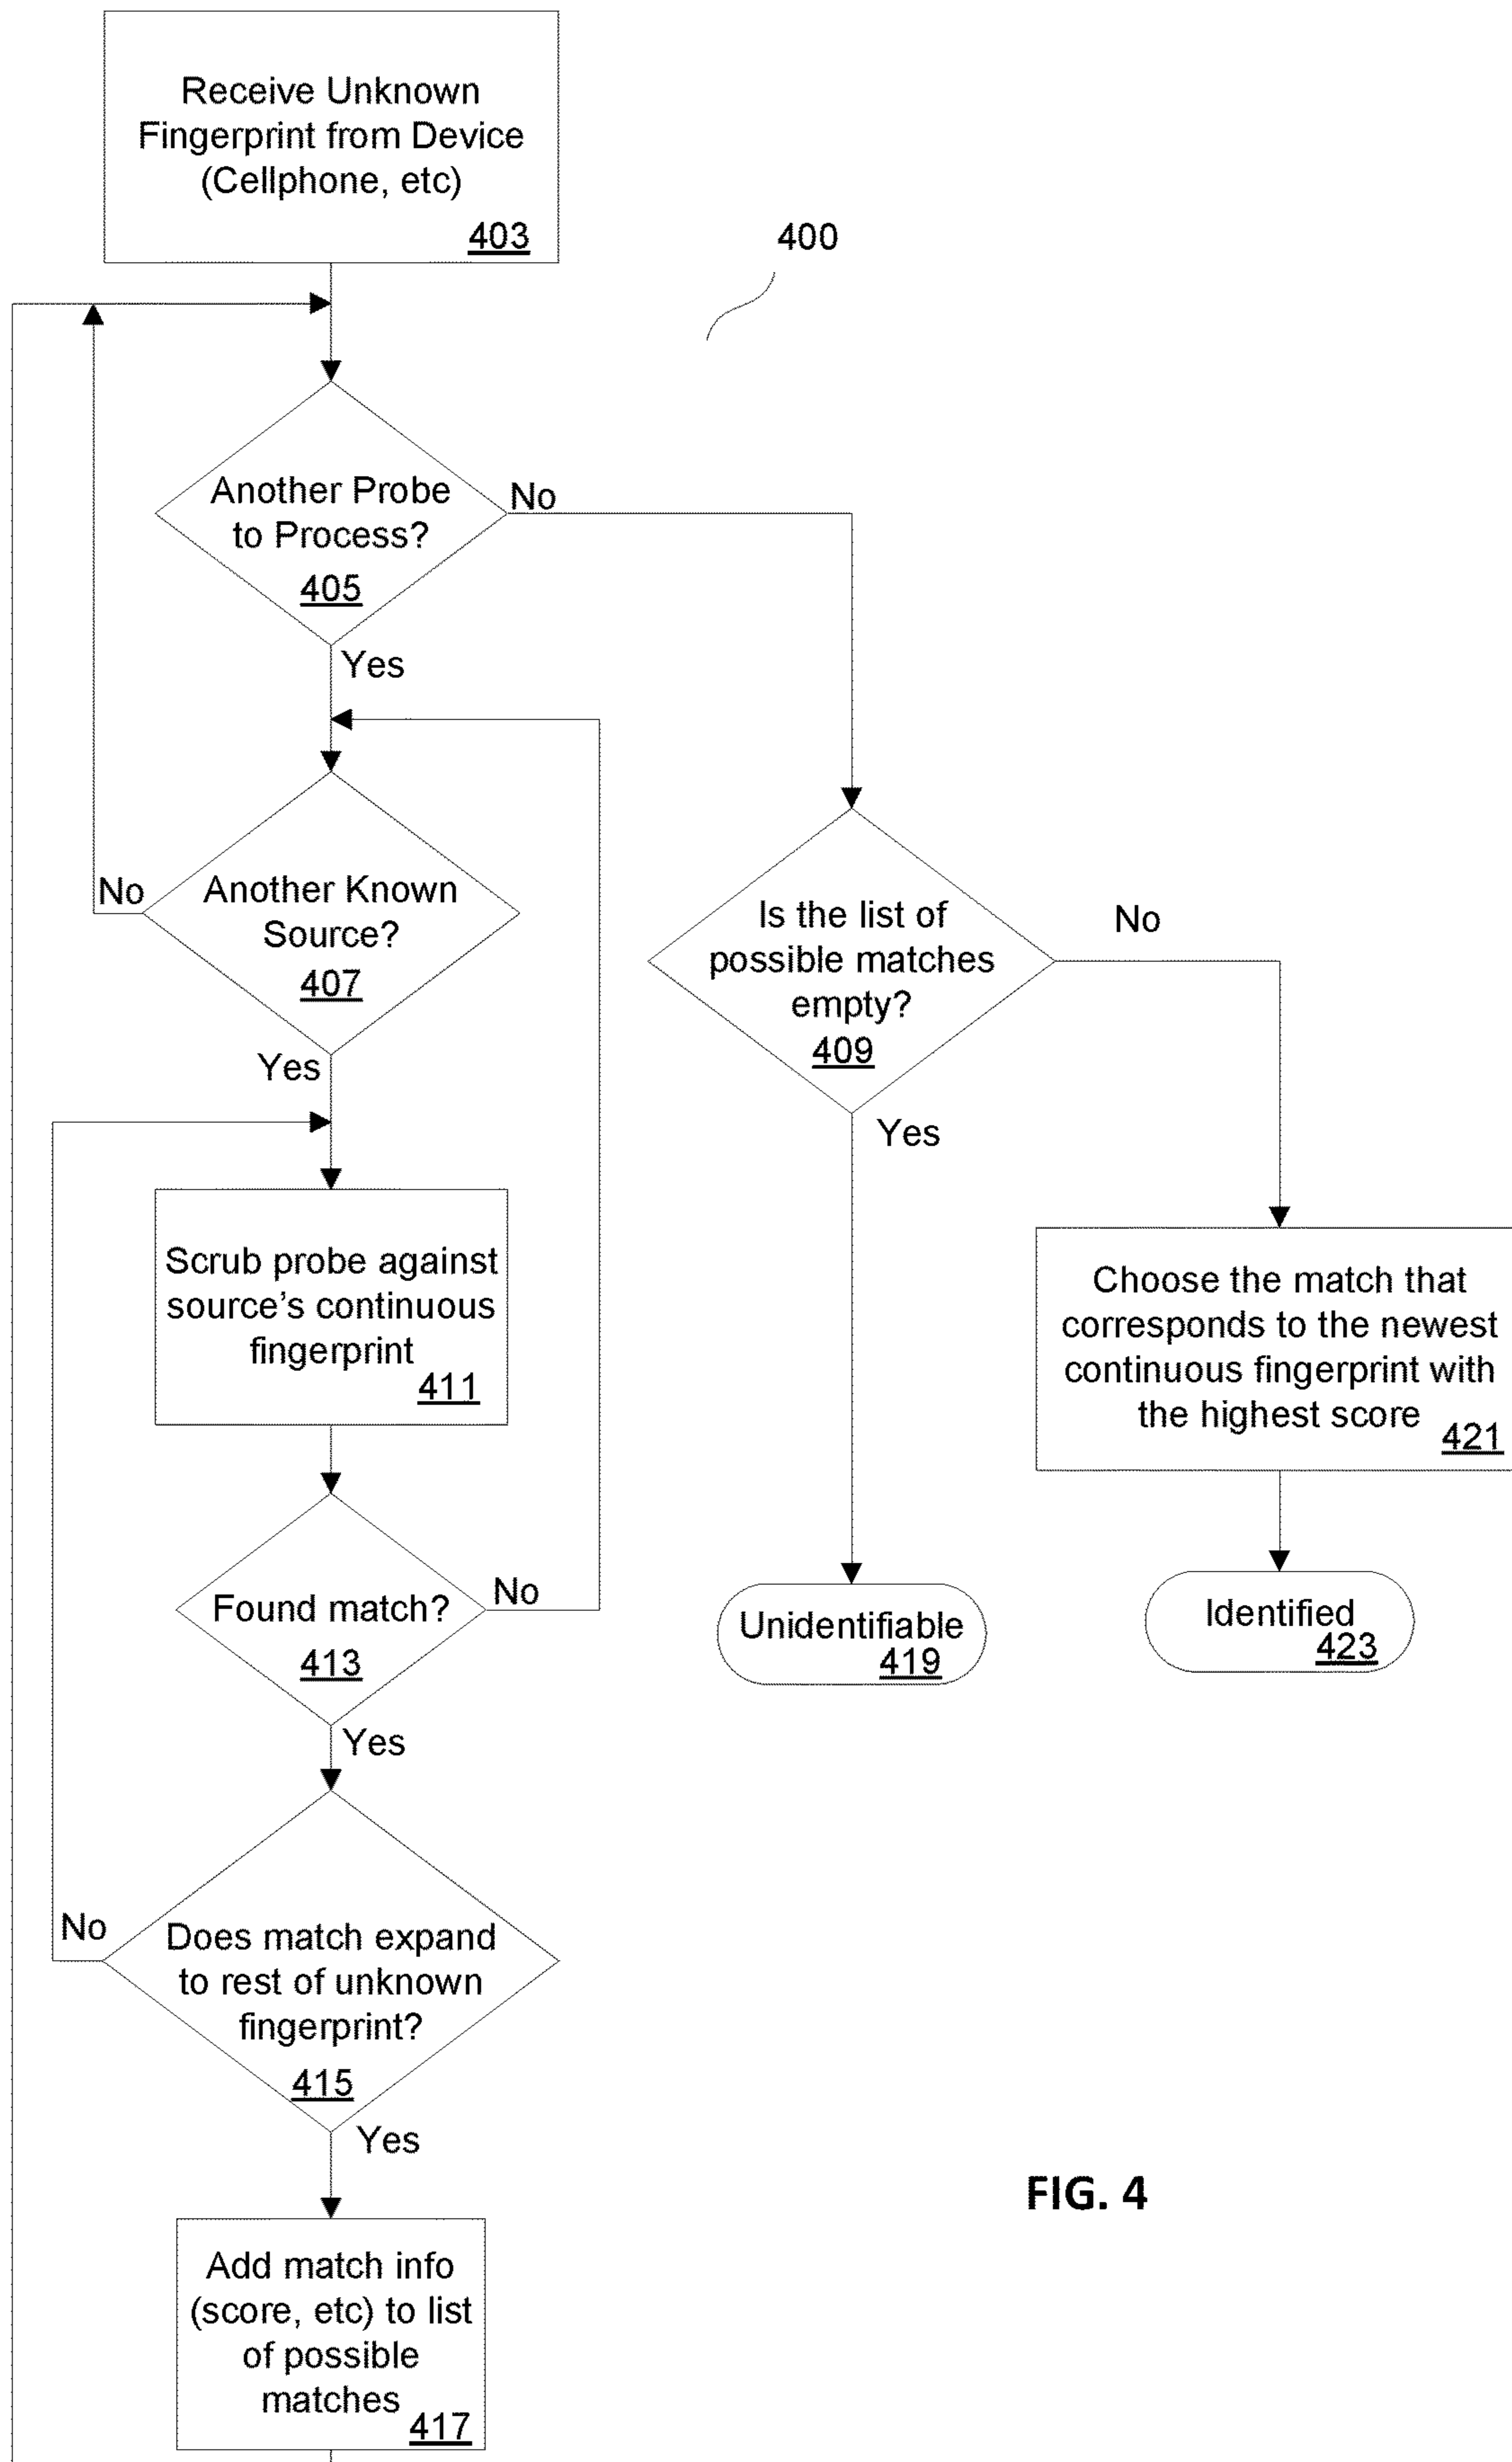 Receive Unknown
Fingerprint from Device
(Cellphone, etc)
403
400
Another Probe
to Process?
405
No
Yes
Another Known
Source?
407
No
Yes
Is the list of
possible matches
empty?
409
No
Yes
Scrub probe against
source's continuous
fingerprint
411
Choose the match that
corresponds to the newest
continuous fingerprint with
the highest score
421
Found match?
413
No
Yes
Unidentifiable
419
Identified
423
Does match expand
to rest of unknown
fingerprint?
415
No
Yes
Add match info
(score, etc) to list
of possible
matches
417
FIG. 4